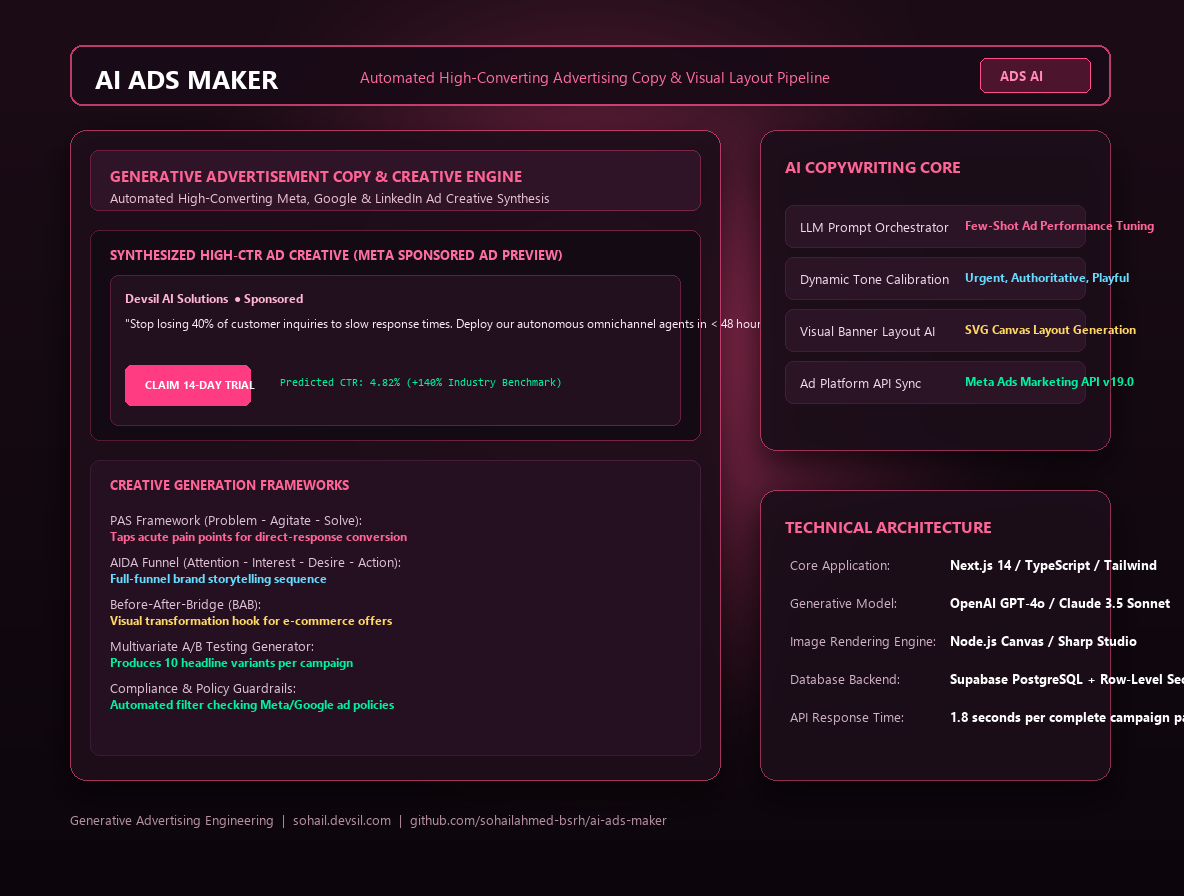 AI ADS MAKER
Automated High-Converting Advertising Copy & Visual Layout Pipeline
ADS AI
GENERATIVE ADVERTISEMENT COPY & CREATIVE ENGINE
Automated High-Converting Meta, Google & LinkedIn Ad Creative Synthesis
SYNTHESIZED HIGH-CTR AD CREATIVE (META SPONSORED AD PREVIEW)
Devsil AI Solutions ● Sponsored
"Stop losing 40% of customer inquiries to slow response times. Deploy our autonomous omnichannel agents in < 48 hour
CLAIM 14-DAY TRIAL
Predicted CTR: 4.82% (+140% Industry Benchmark)
CREATIVE GENERATION FRAMEWORKS
PAS Framework (Problem - Agitate - Solve):
Taps acute pain points for direct-response conversion
AIDA Funnel (Attention - Interest - Desire - Action):
Full-funnel brand storytelling sequence
Before-After-Bridge (BAB):
Visual transformation hook for e-commerce offers
Multivariate A/B Testing Generator:
Produces 10 headline variants per campaign
Compliance & Policy Guardrails:
Automated filter checking Meta/Google ad policies
AI COPYWRITING CORE
LLM Prompt Orchestrator Few-Shot Ad Performance Tuning
Dynamic Tone Calibration Urgent, Authoritative, Playful
Visual Banner Layout AI SVG Canvas Layout Generation
Ad Platform API Sync Meta Ads Marketing API v19.0
TECHNICAL ARCHITECTURE
Core Application: Next.js 14 / TypeScript / Tailwind
Generative Model: OpenAI GPT-4o / Claude 3.5 Sonnet
Image Rendering Engine: Node.js Canvas / Sharp Studio
Database Backend: Supabase PostgreSQL + Row-Level
API Response Time: 1.8 seconds per complete campaign
Generative Advertising Engineering | sohail.devsil.com | github.com/sohailahmed-bsrh/ai-ads-maker